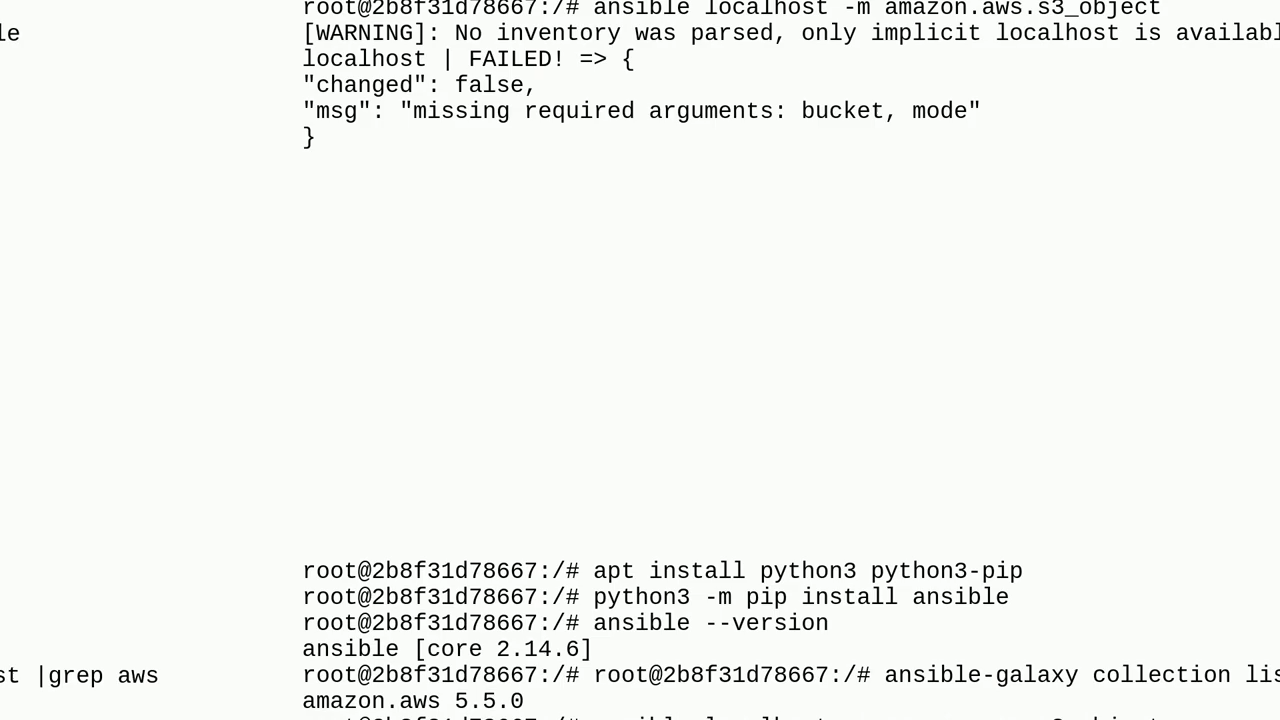 root@2b8f31d78667:/# ansible localhost -m amazon.aws.s3_object
le
[WARNING]: No inventory was parsed, only implicit localhost is availabl
localhost | FAILED! => {
"changed": false,
"msg": "missing required arguments: bucket, mode"
}
root@2b8f31d78667:/# apt install python3 python3-pip
root@2b8f31d78667:/# python3 -m pip install ansible
root@2b8f31d78667:/# ansible --version
ansible [core 2.14.6]
st |grep aws
root@2b8f31d78667:/# root@2b8f31d78667:/# ansible-galaxy collection lis
amazon.aws 5.5.0